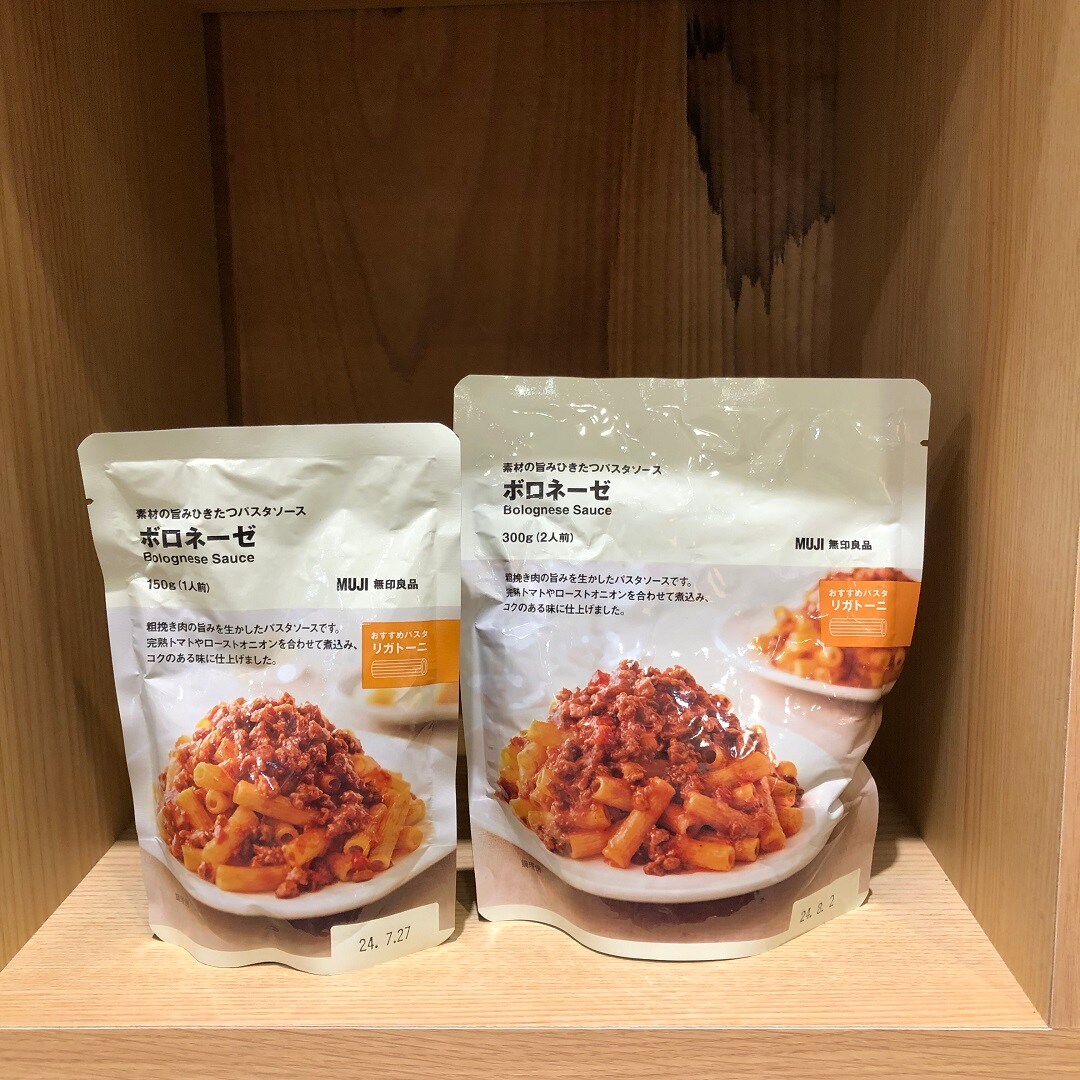 素材の旨みひきたつパスタソース
ボロネーゼ
Bolognese Sauce
150g(1人前)
MUJI 無印良品
粗挽き肉の旨みを生かしたパスタソースです。
完熟トマトやローストオニオンを合わせて煮込み、
コクのある味に仕上げました。
おすすめパスタ
リガトーニ
24. 7.27
素材の旨みひきたつパスタソース
ボロネーゼ
Bolognese Sauce
300g(2人前)
MUJI 無印良品
粗挽き肉の旨みを生かしたパスタソースです。
完熟トマトやローストオニオンを合わせて煮込み、
コクのある味に仕上げました。
おすすめパスタ
リガトーニ
24. 8. 2